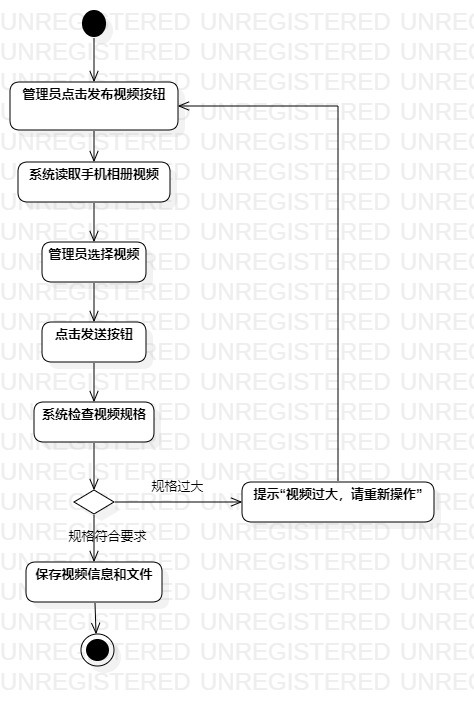 管理员点击发布视频按钮
系统读取手机相册视频
管理员选择视频
点击发送按钮
系统检查视频规格
规格过大
提示“视频过大，请重新操作”
规格符合要求
保存视频信息和文件
UNREGISTERED UNREGISTERED UNREGISTERED